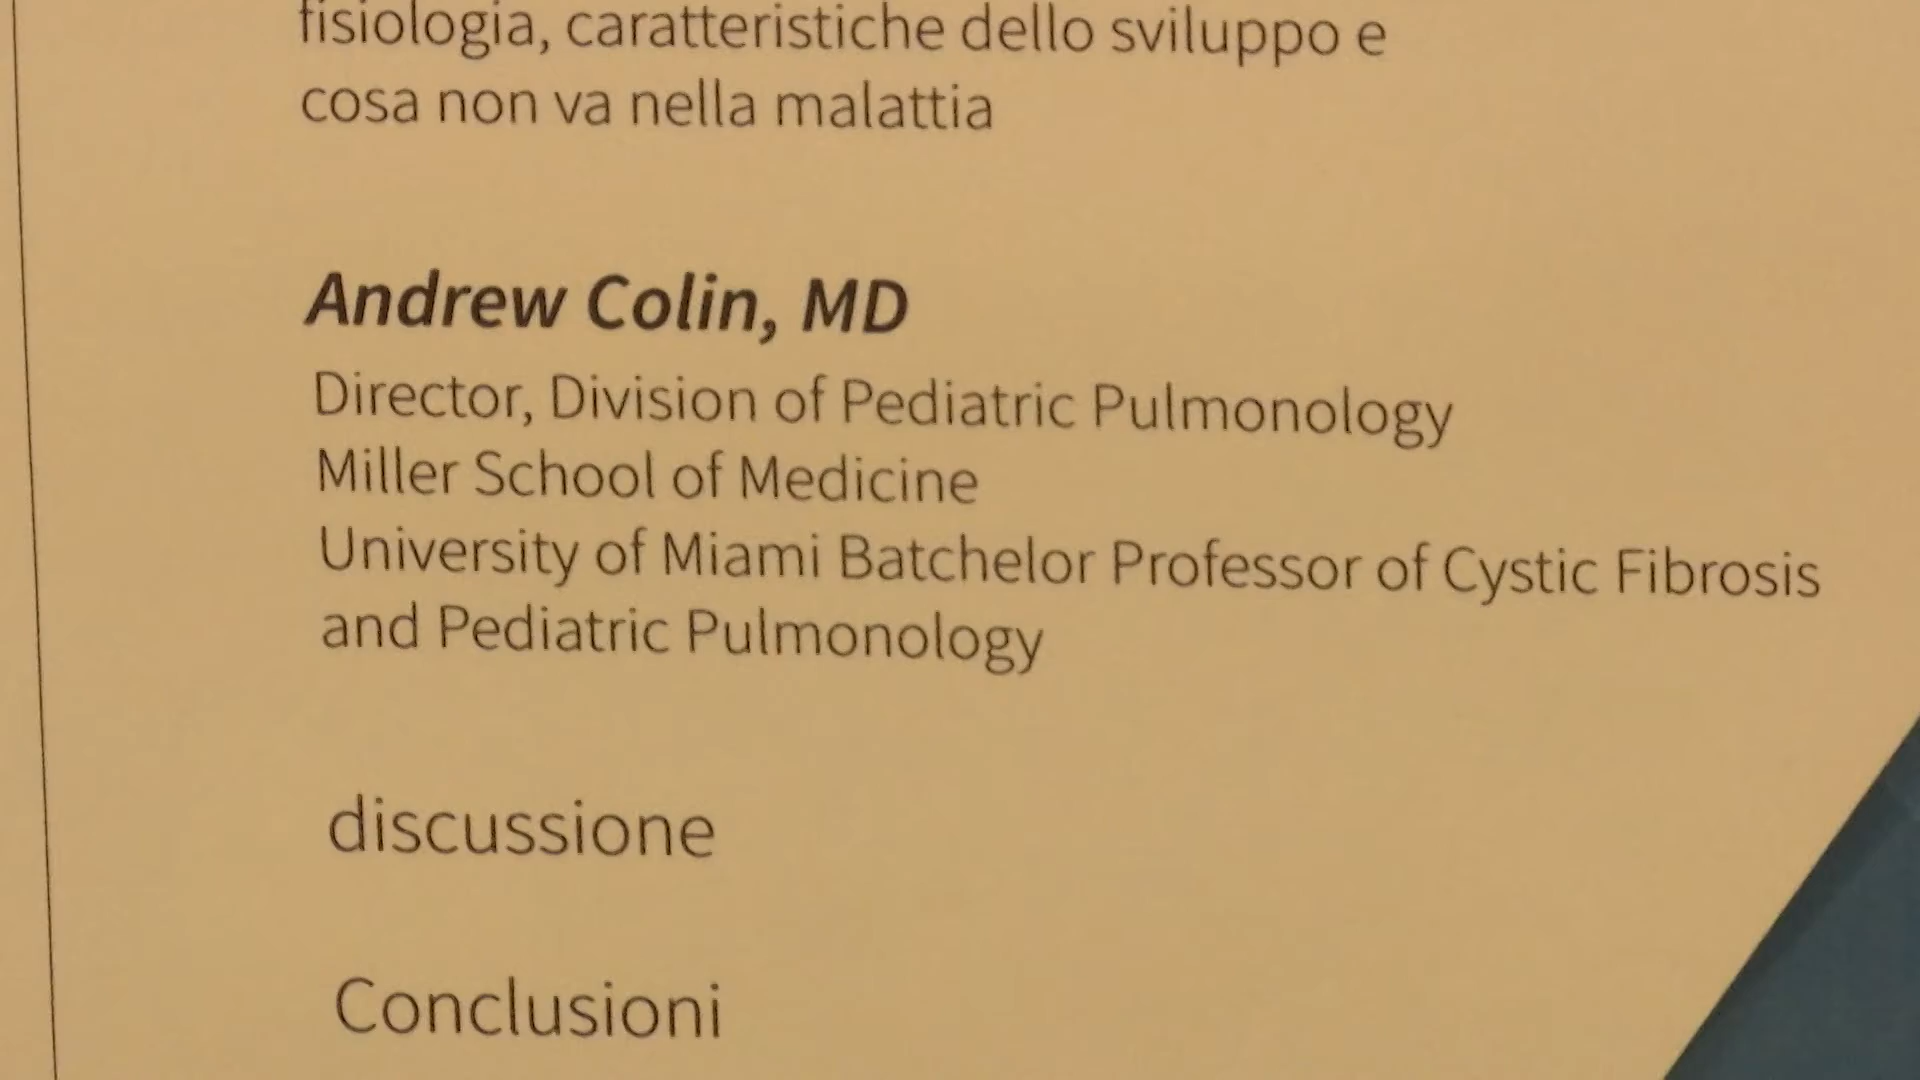 fisiologia, caratteristiche dello sviluppo e
cosa non va nella malattia
Andrew Colin, MD
Director, Division of Pediatric Pulmonology
Miller School of Medicine
University of Miami Batchelor Professor of Cystic Fibrosis
and Pediatric Pulmonology
discussione
Conclusioni